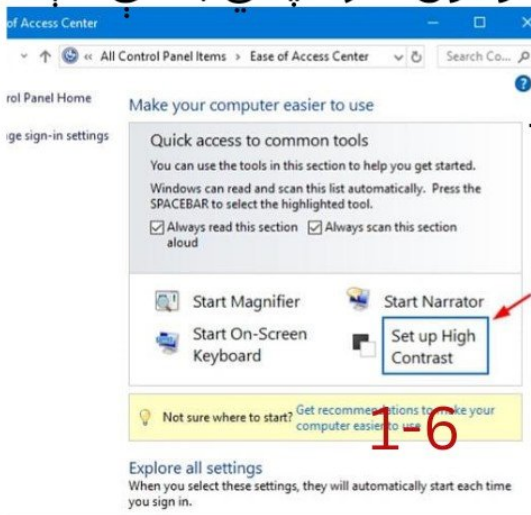 of Access Center
All Control Panel Items > Ease of Access Center
Search Co...
rol Panel Home
ge sign-in settings
Make your computer easier to use
Quick access to common tools
You can use the tools in this section to help you get started.
Windows can read and scan this list automatically. Press the
SPACEBAR to select the highlighted tool.
Always read this section
aloud
Always scan this section
Start Magnifier
Start Narrator
Start On-Screen
Keyboard
Set up High
Contrast
Not sure where to start?
Get recommendations to make your
computer easier to use
1-6
Explore all settings
When you select these settings, they will automatically start each time
you sign in.